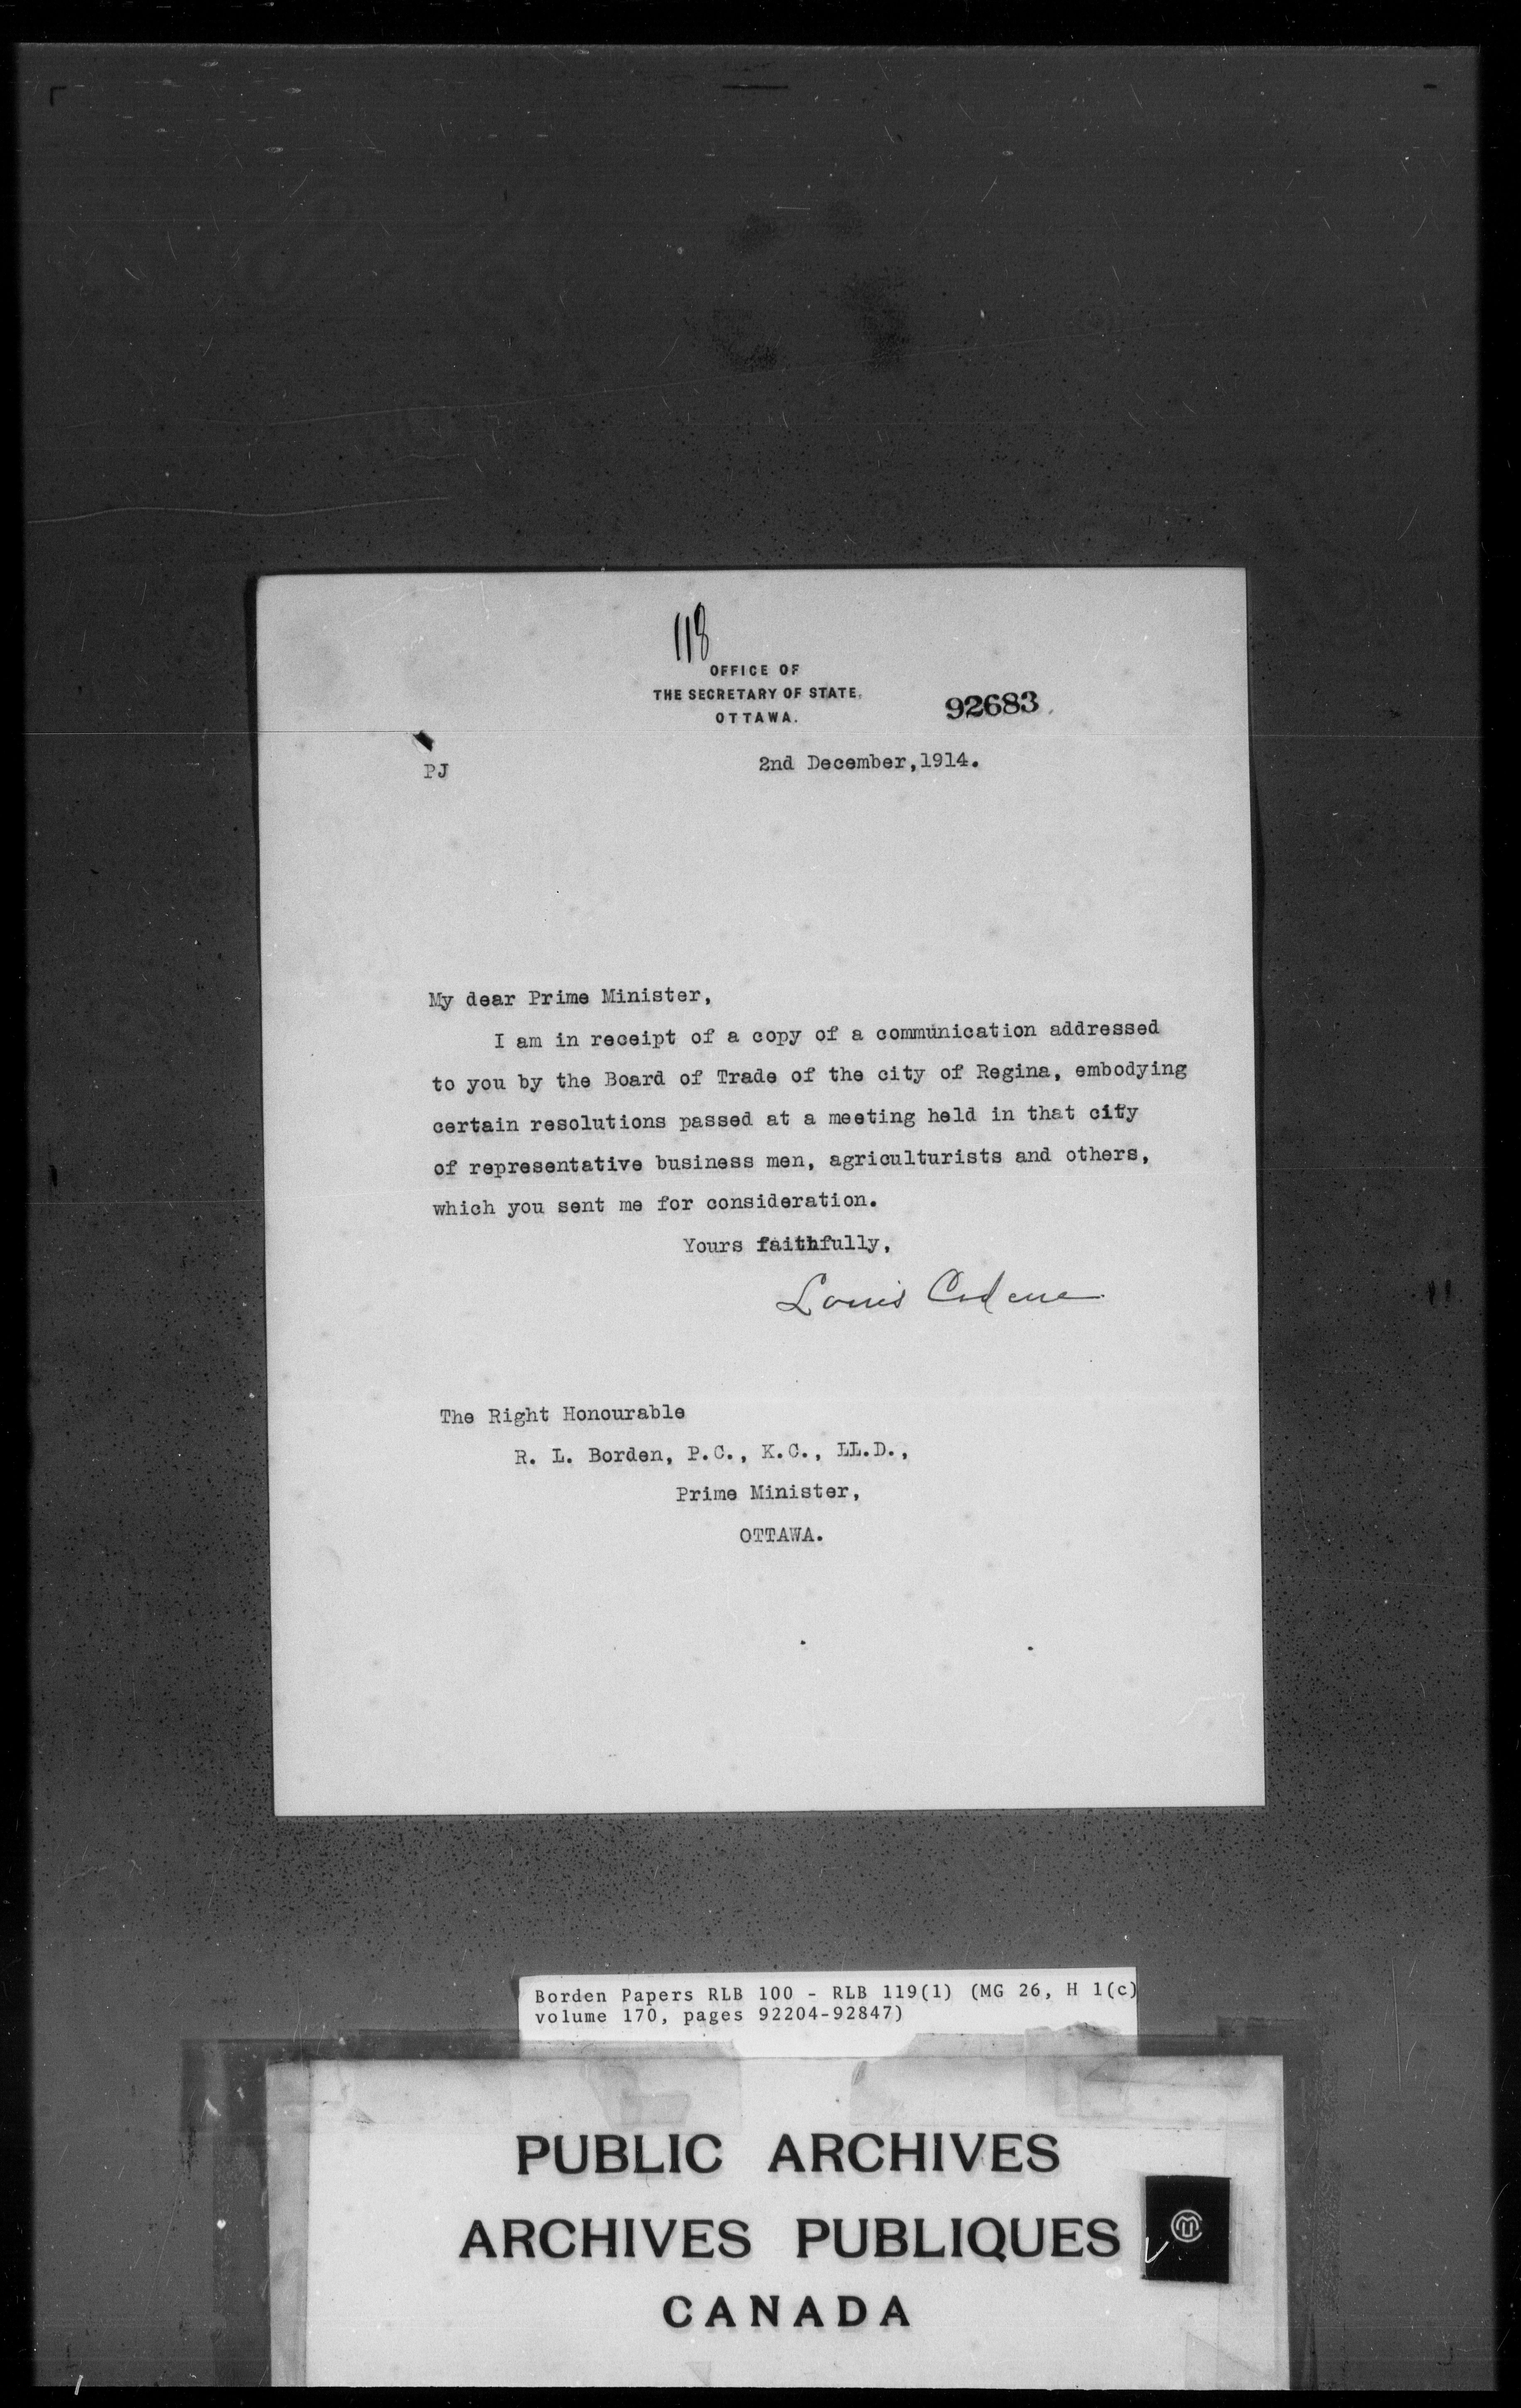 118
OFFICE OF
THE SECRETARY OF STATE,
OTTAWA.
92683
PJ
2nd December,1914.
My dear Prime Minister,
I am in receipt of a copy of a communication addressed
to you by the Board of Trade of the city of Regina, embodying
certain resolutions passed at a meeting held in that city
of representative business men, agriculturists and others,
which you sent me for consideration.
Yours faithfully,
Louis Coderre
The Right Honourable
R. L. Borden, P.C., K.C., LL.D.,
Prime Minister,
OTTAWA.
Borden Papers RLB 100 - RLB 119(1) (MG 26, H 1(c)
volume 170, pages 92204-92847)
PUBLIC ARCHIVES
ARCHIVES PUBLIQUES
CANADA